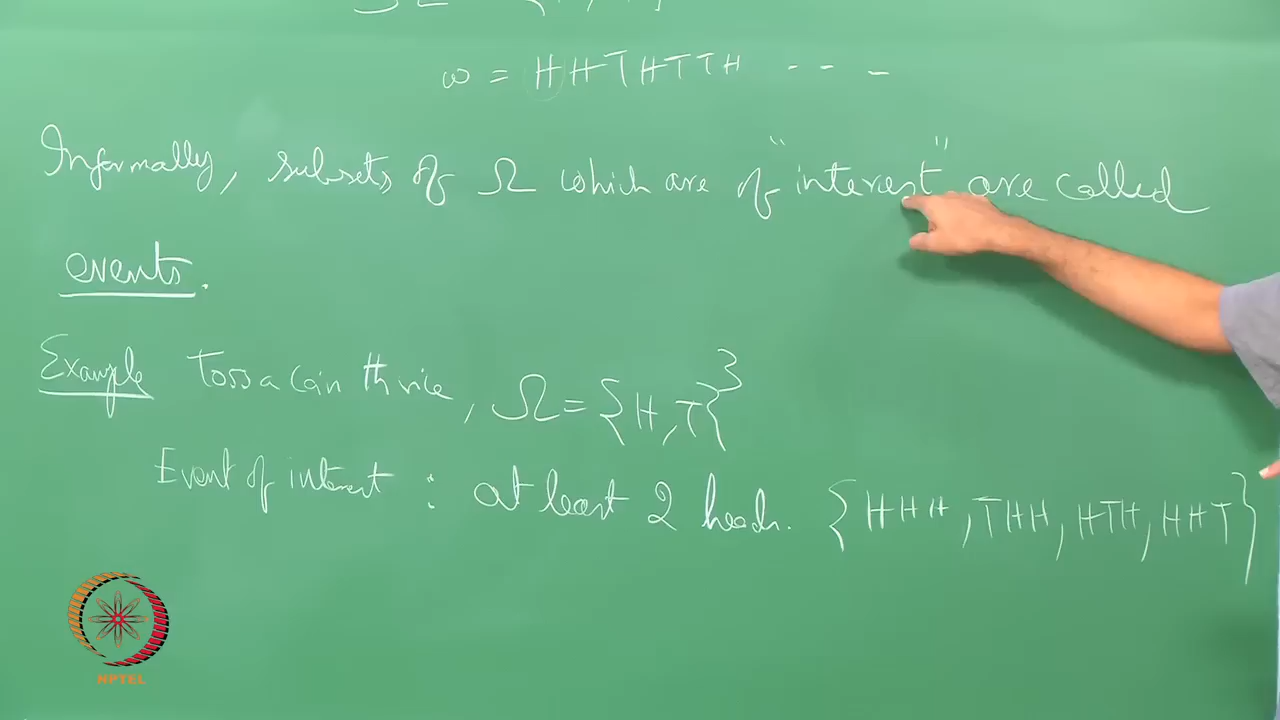 ω = HHTHTTH - - -
Informally, subsets of Ω which are of "interest" are called
events.
Example Toss a coin thrice, Ω = {H,T}³
Event of interest : at least 2 heads. {HHH, THH, HTH, HHT}
NPTEL